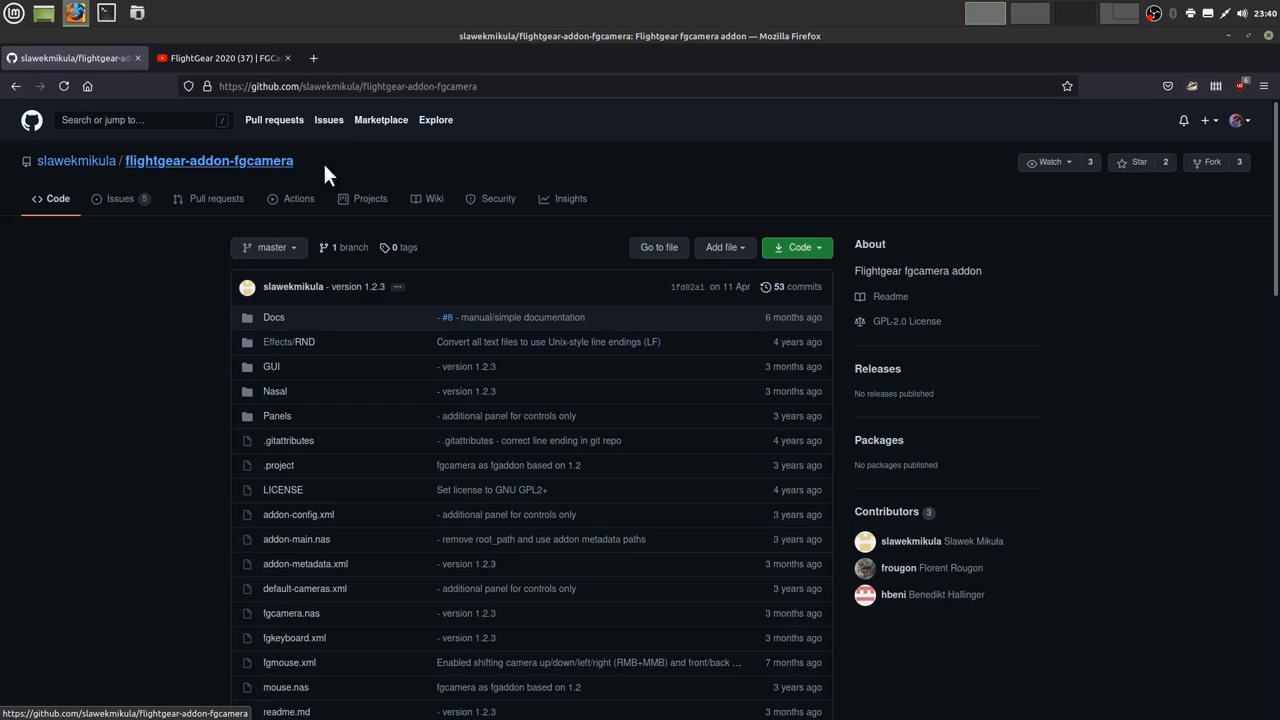 23:40
slawekmikula/flightgear-addon-fgcamera: Flightgear fgcamera addon — Mozilla Firefox
slawekmikula/flightgear-ad
FlightGear 2020 (37) | FGCa
https://github.com/slawekmikula/flightgear-addon-fgcamera
6
Search or jump to…
/
Pull requests
Issues
Marketplace
Explore
slawekmikula / flightgear-addon-fgcamera
Watch 3
Star 2
Fork 3
Code
Issues 5
Pull requests
Actions
Projects
Wiki
Security
Insights
master
1 branch
0 tags
Go to file
Add file
Code
About
slawekmikula - version 1.2.3 ...
1fd02a1 on 11 Apr
53 commits
Flightgear fgcamera addon
Readme
GPL-2.0 License
Docs - #8 - manual/simple documentation 6 months ago
Effects/RND Convert all text files to use Unix-style line endings (LF) 4 years ago
GUI - version 1.2.3 3 months ago
Nasal - version 1.2.3 3 months ago
Panels - additional panel for controls only 3 years ago
.gitattributes - .gitattributes - correct line ending in git repo 4 years ago
.project fgcamera as fgaddon based on 1.2 3 years ago
LICENSE Set license to GNU GPL2+ 4 years ago
addon-config.xml - additional panel for controls only 3 years ago
addon-main.nas - remove root_path and use addon metadata paths 3 years ago
addon-metadata.xml - version 1.2.3 3 months ago
default-cameras.xml - additional panel for controls only 3 years ago
fgcamera.nas - version 1.2.3 3 months ago
fgkeyboard.xml - version 1.2.3 3 months ago
fgmouse.xml Enabled shifting camera up/down/left/right (RMB+MMB) and front/back … 7 months ago
mouse.nas fgcamera as fgaddon based on 1.2 3 years ago
readme.md - version 1.2.3 3 months ago
Releases
No releases published
Packages
No packages published
Contributors 3
slawekmikula Sławek Mikuła
frougon Florent Rougon
hbeni Benedikt Hallinger
https://github.com/slawekmikula/flightgear-addon-fgcamera